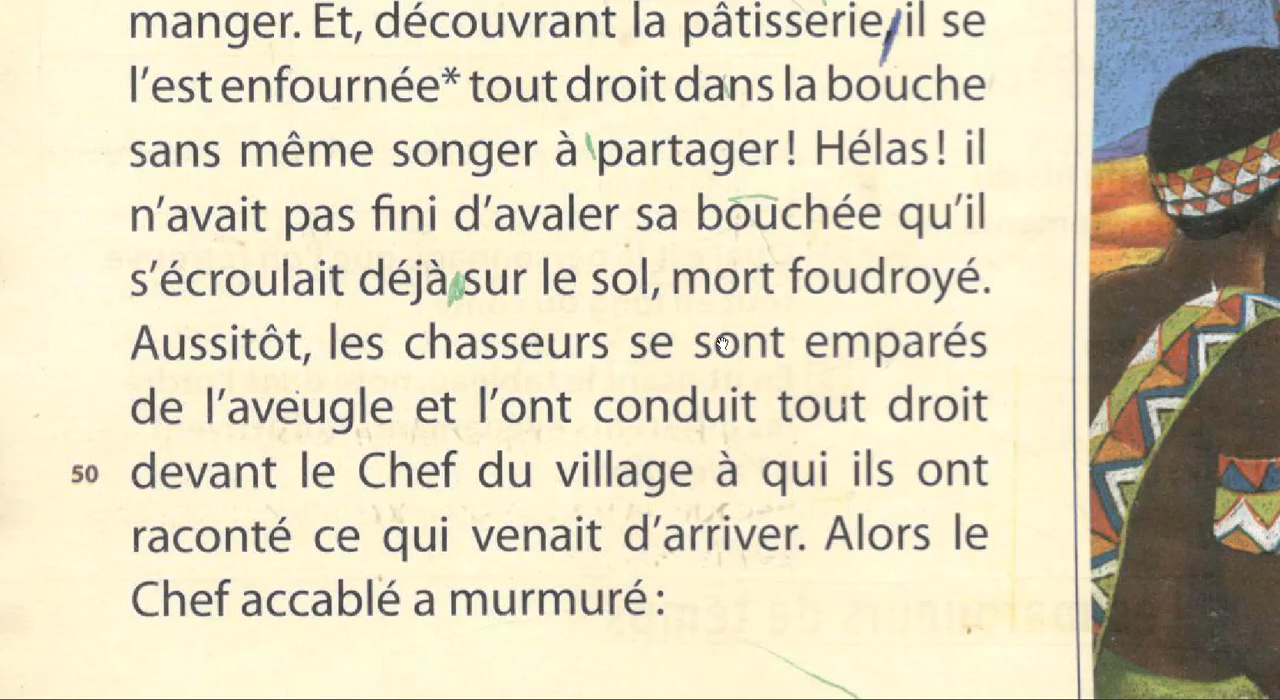 manger. Et, découvrant la pâtisserie, il se
l'est enfournée* tout droit dans la bouche
sans même songer à partager! Hélas! il
n'avait pas fini d'avaler sa bouchée qu'il
s'écroulait déjà sur le sol, mort foudroyé.
Aussitôt, les chasseurs se sont emparés
de l'aveugle et l'ont conduit tout droit
50 devant le Chef du village à qui ils ont
raconté ce qui venait d'arriver. Alors le
Chef accablé a murmuré: